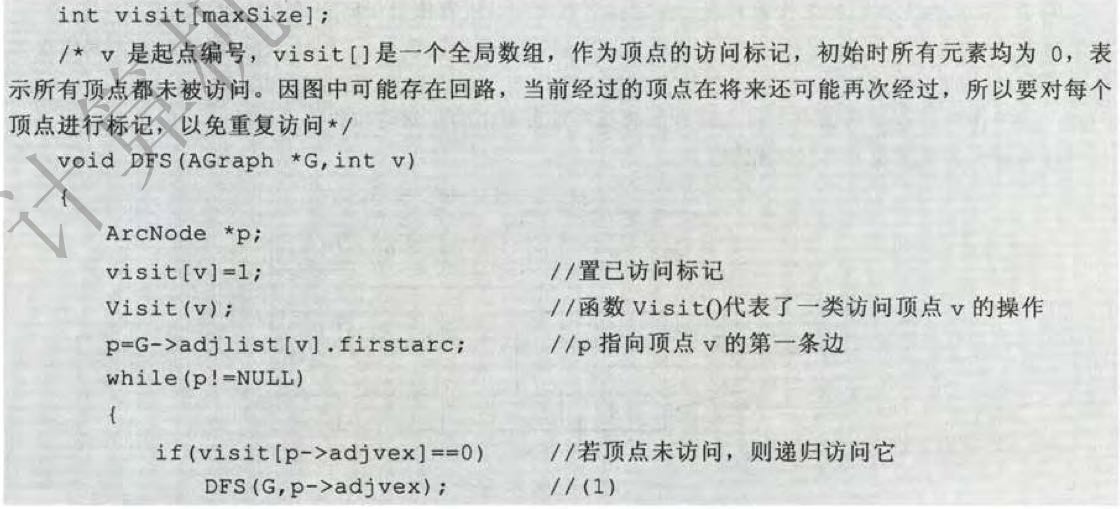 int visit[maxSize];
/* v 是起点编号，visit[]是一个全局数组，作为顶点的访问标记，初始时所有元素均为 0，表
示所有顶点都未被访问。因图中可能存在回路，当前经过的顶点在将来还可能再次经过，所以要对每个
顶点进行标记，以免重复访问*/
void DFS(AGraph *G,int v)
{
ArcNode *p;
visit[v]=1; //置已访问标记
Visit(v); //函数 Visit()代表了一类访问顶点 v 的操作
p=G->adjlist[v].firstarc; //p 指向顶点 v 的第一条边
while(p!=NULL)
{
if(visit[p->adjvex]==0) //若顶点未访问，则递归访问它
DFS(G,p->adjvex); //(1)
计算机